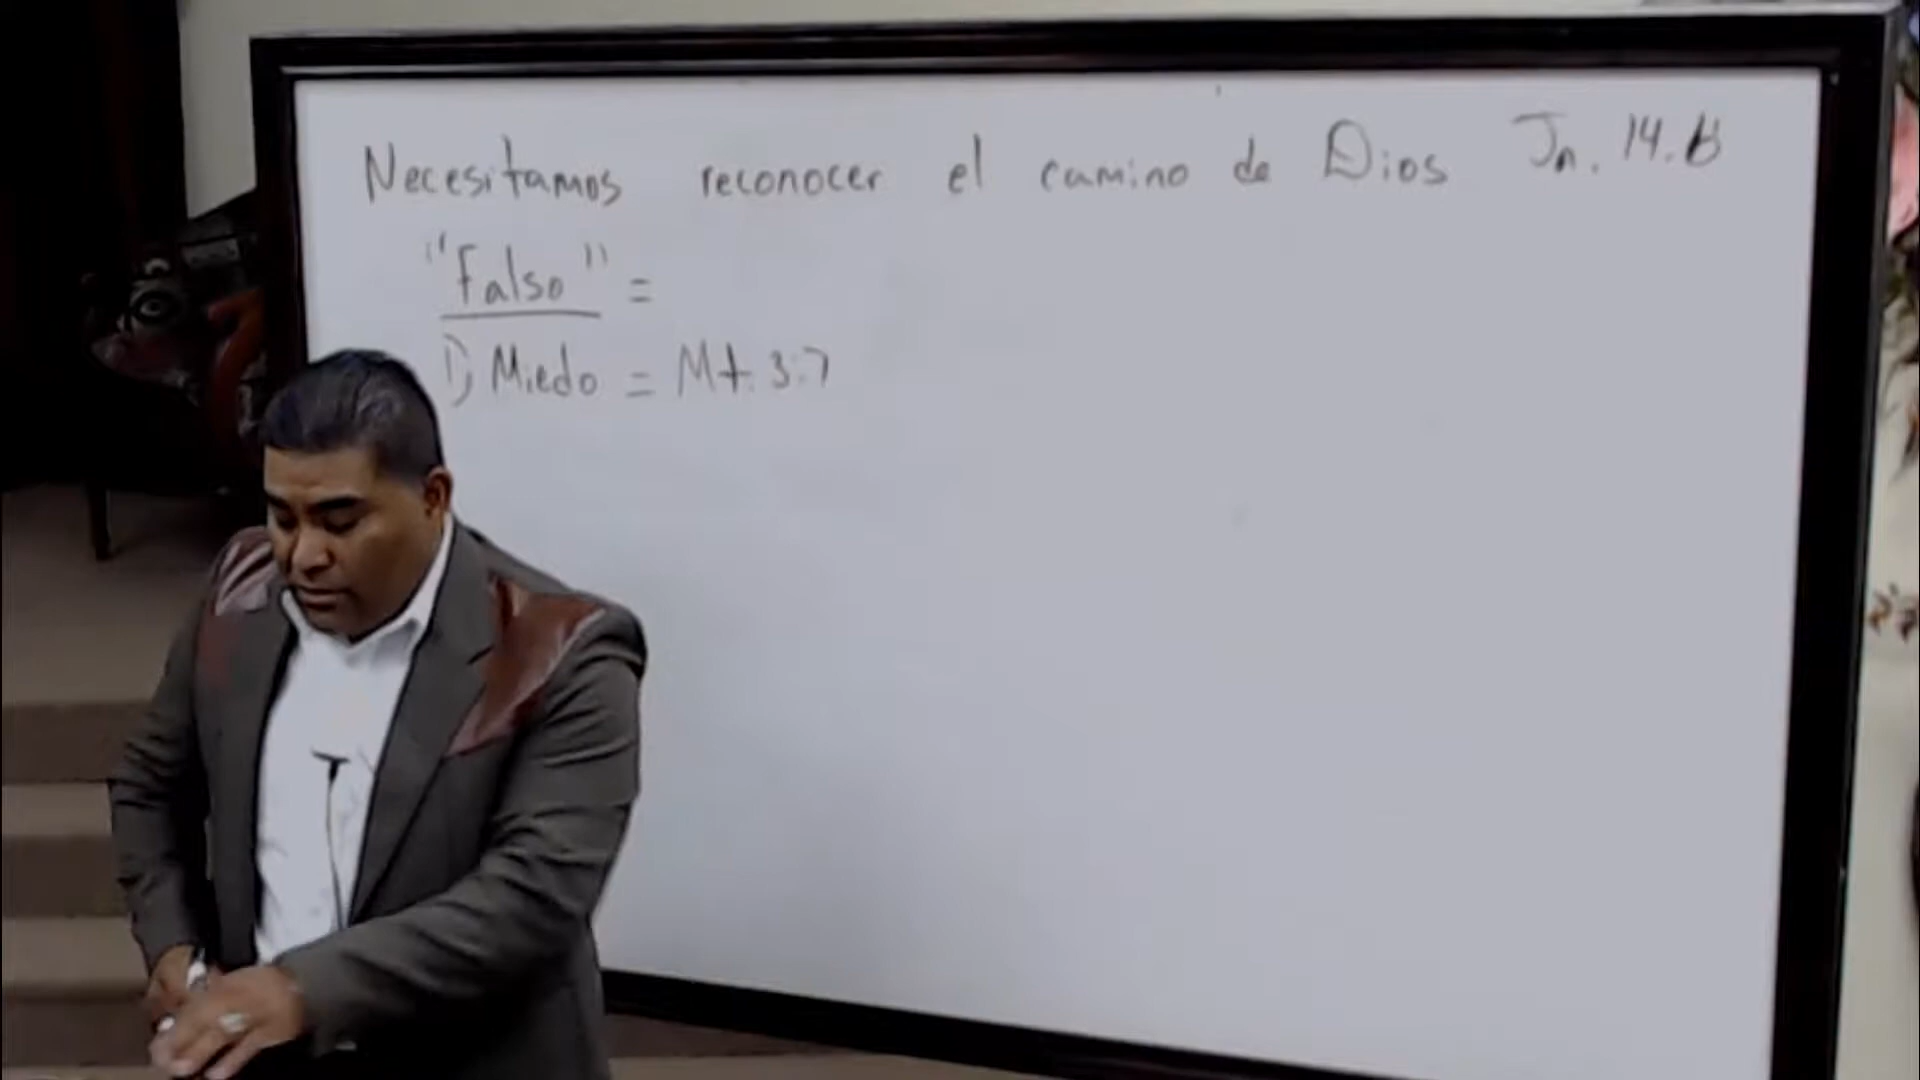 Necesitamos reconocer el camino de Dios Jn. 14.6
"Falso" =
1) Miedo = Mt. 3:7